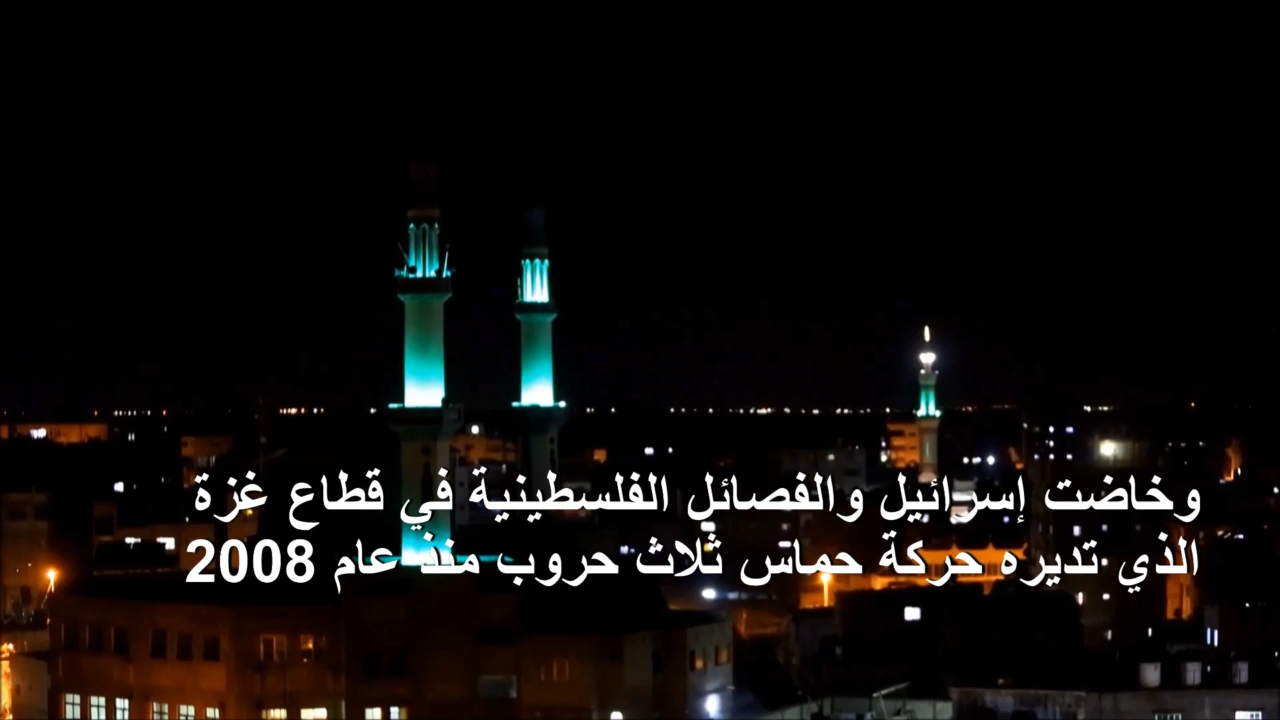 وخاضت إسرائيل والفصائل الفلسطينية في قطاع غزة
الذي تديره حركة حماس ثلاث حروب منذ عام 2008